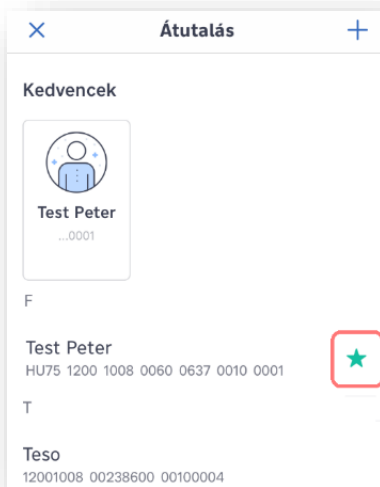 Átutalás
Kedvencek
Test Peter
...0001
F
Test Peter
HU75 1200 1008 0060 0637 0010 0001
T
Teso
12001008 00238600 00100004